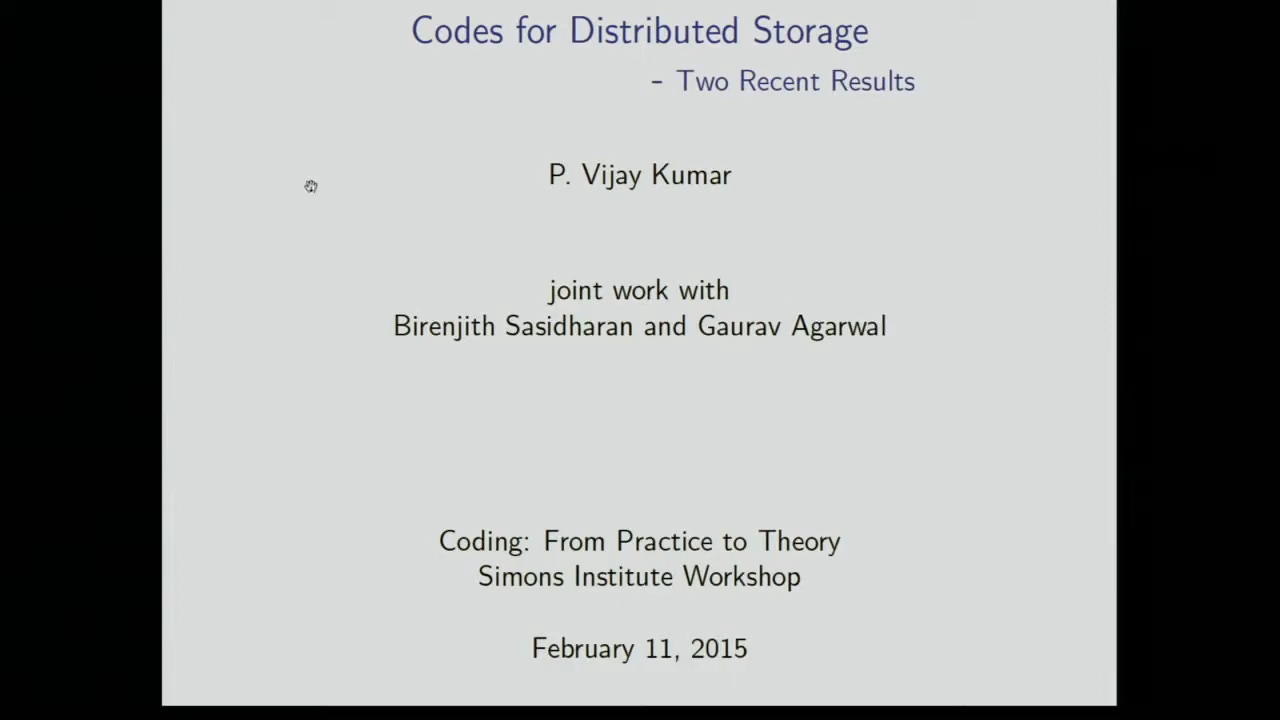 Codes for Distributed Storage
– Two Recent Results
P. Vijay Kumar
joint work with
Birenjith Sasidharan and Gaurav Agarwal
Coding: From Practice to Theory
Simons Institute Workshop
February 11, 2015